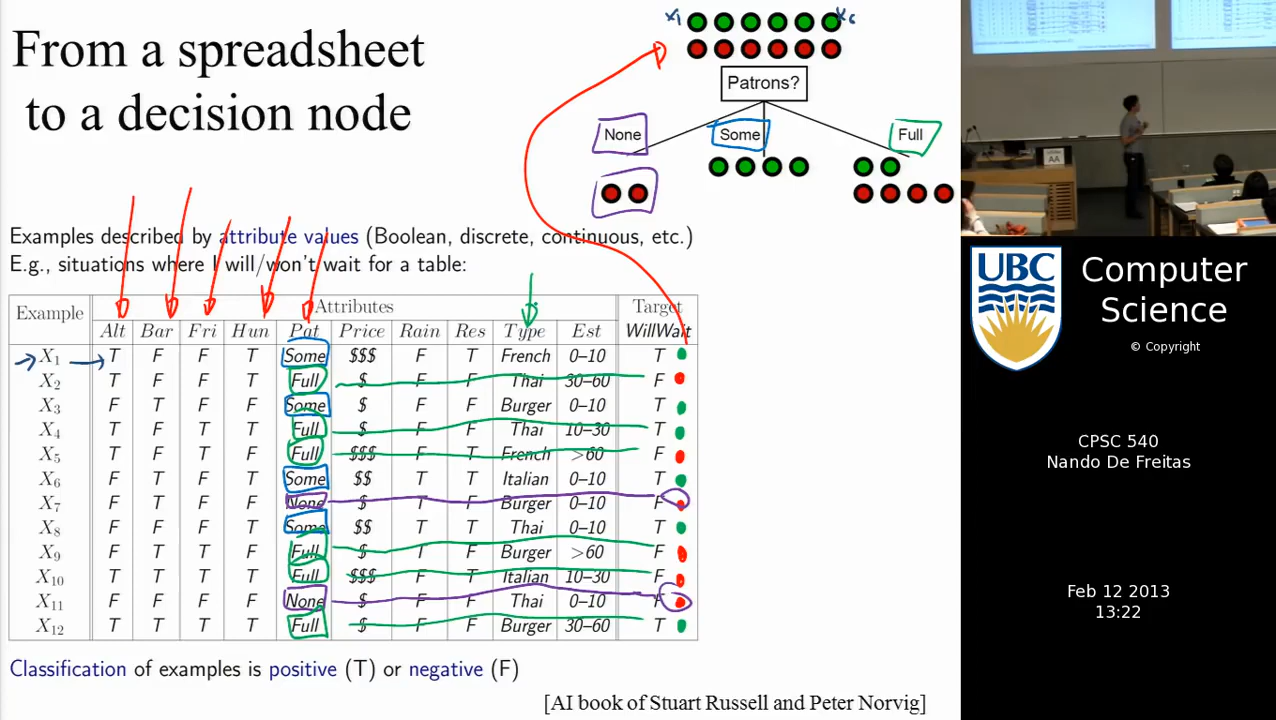 From a spreadsheet
to a decision node
X1 X6
Patrons?
None Some Full
Examples described by attribute values (Boolean, discrete, continuous, etc.)
E.g., situations where I will/won't wait for a table:
Example Attributes Target
Alt Bar Fri Hun Pat Price Rain Res Type Est WillWait
X1 T F F T Some $$$ F T French 0–10 T
X2 T F F T Full $ F F Thai 30–60 F
X3 F T F F Some $ F F Burger 0–10 T
X4 T F T T Full $ F F Thai 10–30 T
X5 T F T F Full $$$ F T French >60 F
X6 F T F T Some $$ T T Italian 0–10 T
X7 F T F F None $ T F Burger 0–10 F
X8 F F F T Some $$ T T Thai 0–10 T
X9 F T T F Full $ T F Burger >60 F
X10 T T T T Full $$$ F T Italian 10–30 F
X11 F F F F None $ F F Thai 0–10 F
X12 T T T T Full $ F F Burger 30–60 T
Classification of examples is positive (T) or negative (F)
[AI book of Stuart Russell and Peter Norvig]
AA
UBC
Computer
Science
© Copyright
CPSC 540
Nando De Freitas
Feb 12 2013
13:22